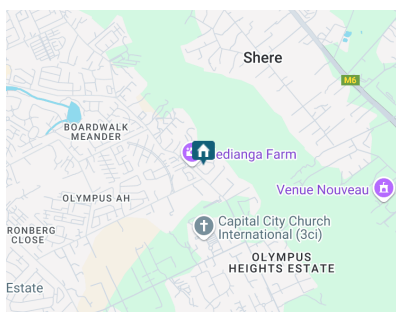 Shere
M6
BOARDWALK
MEANDER
edianga Farm
Venue Nouveau
OLYMPUS AH
Capital City Church
International (3ci)
RONBERG
CLOSE
OLYMPUS
HEIGHTS ESTATE
Estate